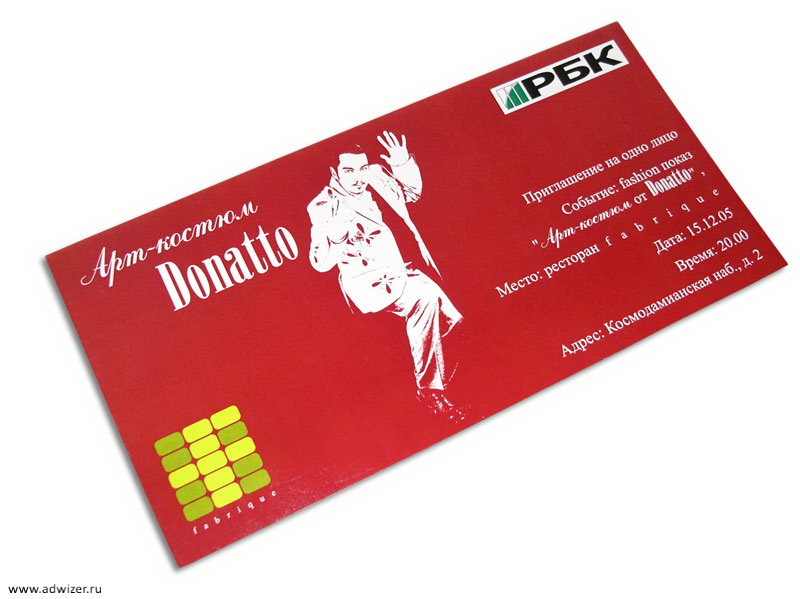 РБК
Приглашение на одно лицо
Событие: fashion показ
"Арт-костюм от Donatto",
Место: ресторан fabrique
Дата: 15.12.05
Время: 20.00
Адрес: Космодамианская наб., д. 2
Арт-костюм
Donatto
fabrique
www.adwizer.ru